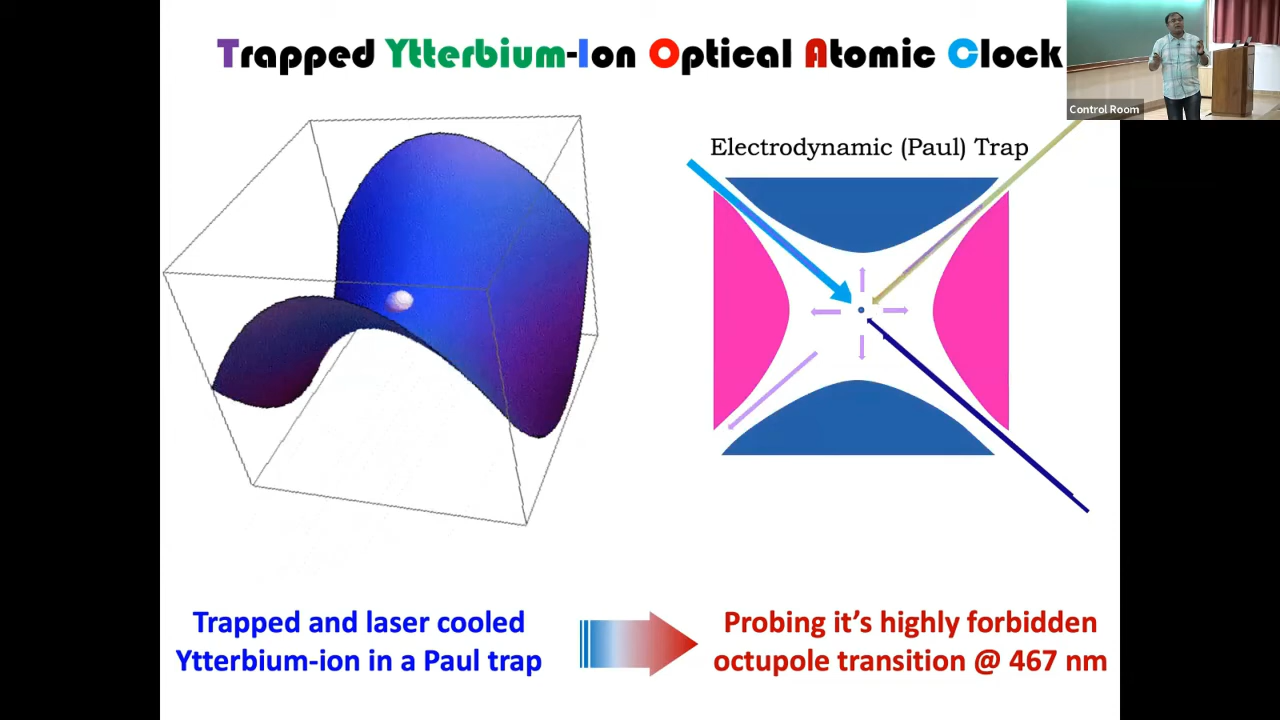 Trapped Ytterbium-Ion Optical Atomic Clock
Control Room
Electrodynamic (Paul) Trap
Trapped and laser cooled
Ytterbium-ion in a Paul trap
Probing it’s highly forbidden
octupole transition @ 467 nm